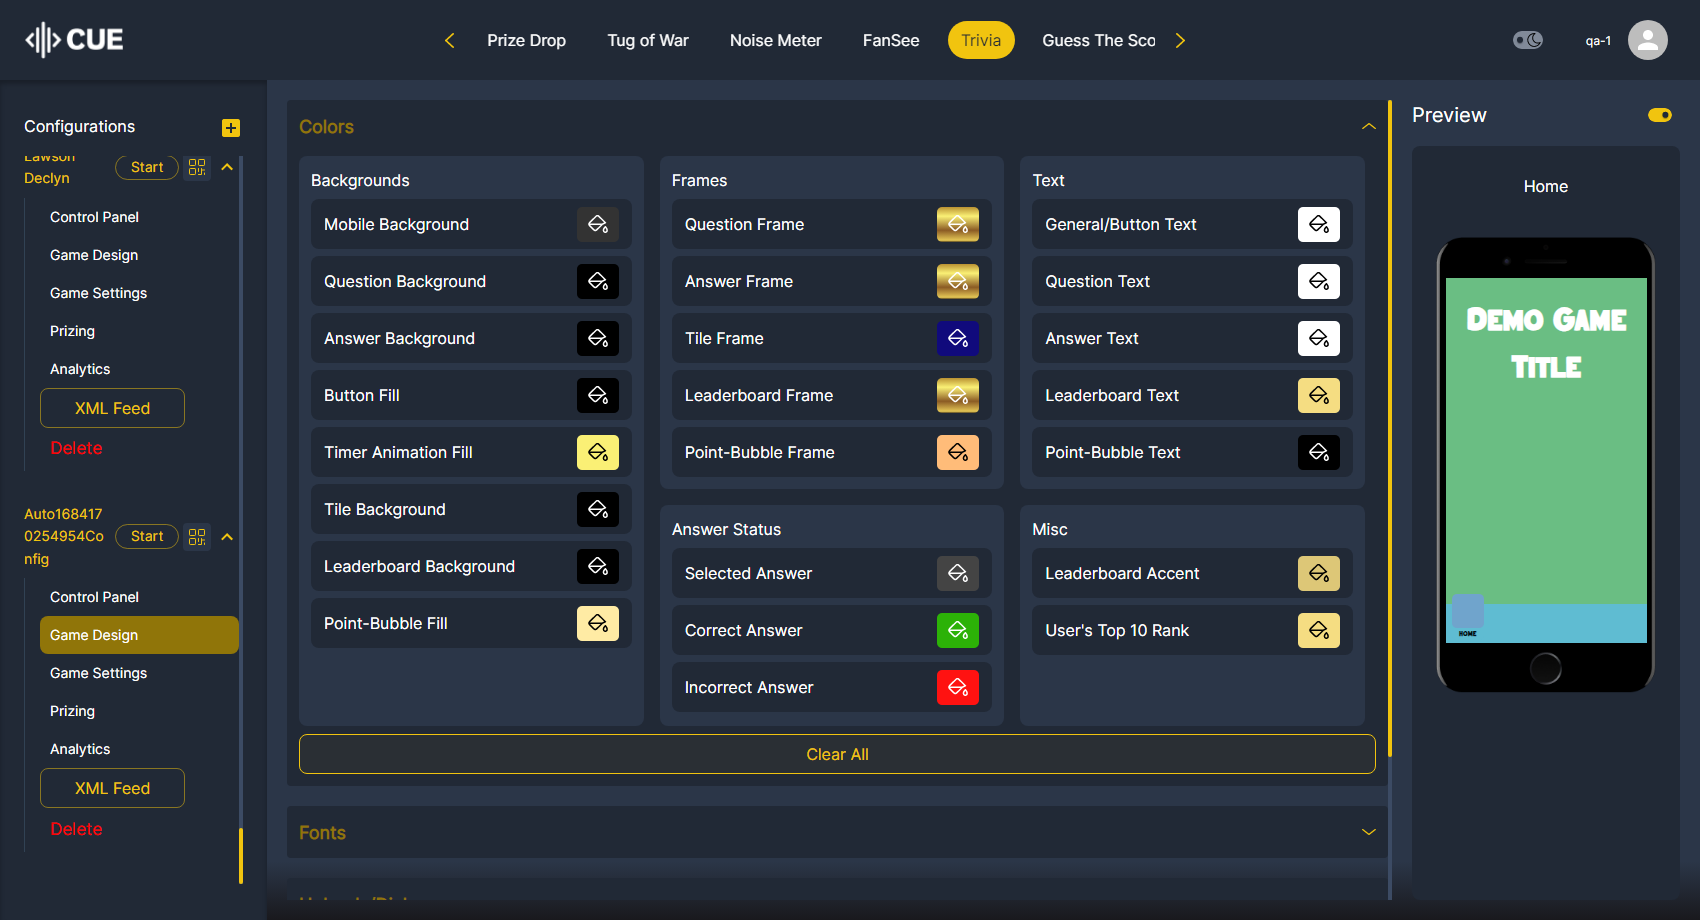 CUE
Prize Drop
Tug of War
Noise Meter
FanSee
Trivia
Guess The Sco
qa-1
Configurations
Lawson
Declyn
Start
Control Panel
Game Design
Game Settings
Prizing
Analytics
XML Feed
Delete
Auto168417
0254954Co
nfig
Start
Control Panel
Game Design
Game Settings
Prizing
Analytics
XML Feed
Delete
Colors
Backgrounds
Mobile Background
Question Background
Answer Background
Button Fill
Timer Animation Fill
Tile Background
Leaderboard Background
Point-Bubble Fill
Frames
Question Frame
Answer Frame
Tile Frame
Leaderboard Frame
Point-Bubble Frame
Text
General/Button Text
Question Text
Answer Text
Leaderboard Text
Point-Bubble Text
Answer Status
Selected Answer
Correct Answer
Incorrect Answer
Misc
Leaderboard Accent
User's Top 10 Rank
Clear All
Fonts
Preview
Home
Demo Game
Title
HOME